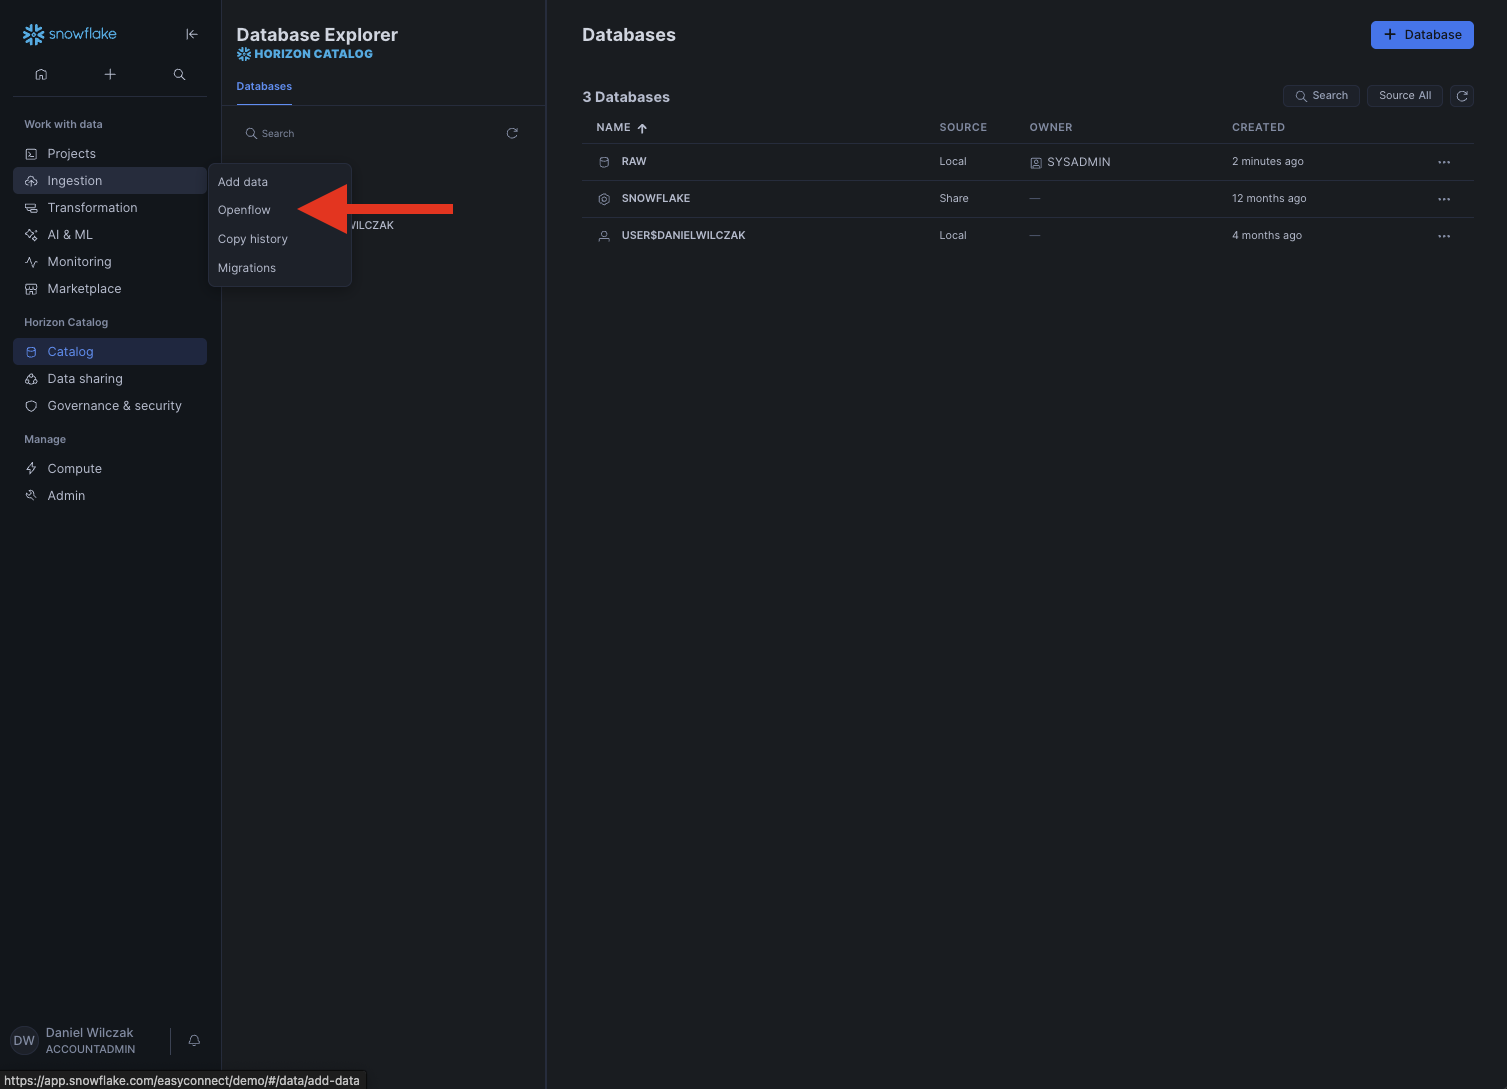 snowflake
Work with data
Projects
Ingestion
Transformation
AI & ML
Monitoring
Marketplace
Horizon Catalog
Catalog
Data sharing
Governance & security
Manage
Compute
Admin
DW
Daniel Wilczak
ACCOUNTADMIN
https://app.snowflake.com/easyconnect/demo/#/data/add-data
Database Explorer
HORIZON CATALOG
Databases
Search
Add data
Openflow
Copy history
Migrations
WILCZAK
Databases
+ Database
3 Databases
Search
Source All
NAME SOURCE OWNER CREATED
RAW Local SYSADMIN 2 minutes ago
SNOWFLAKE Share — 12 months ago
USER$DANIELWILCZAK Local — 4 months ago